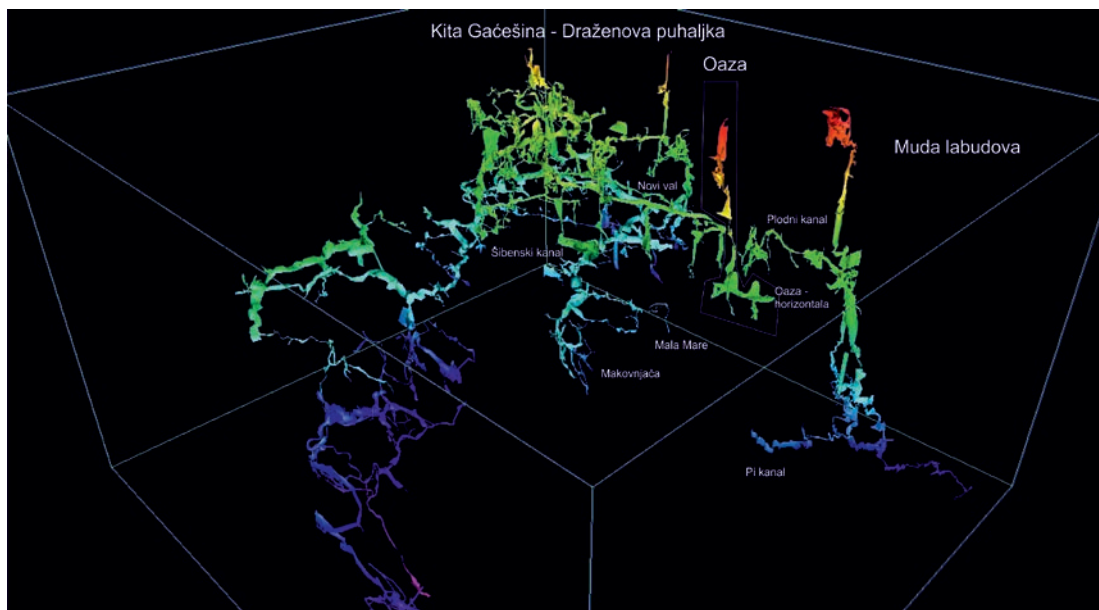 Kita Gaćešina - Draženova puhaljka
Oaza
Muda labudova
Novi val
Plodni kanal
Šibenski kanal
Oaza -
horizontala
Mala Mare
Makovnjača
Pi kanal